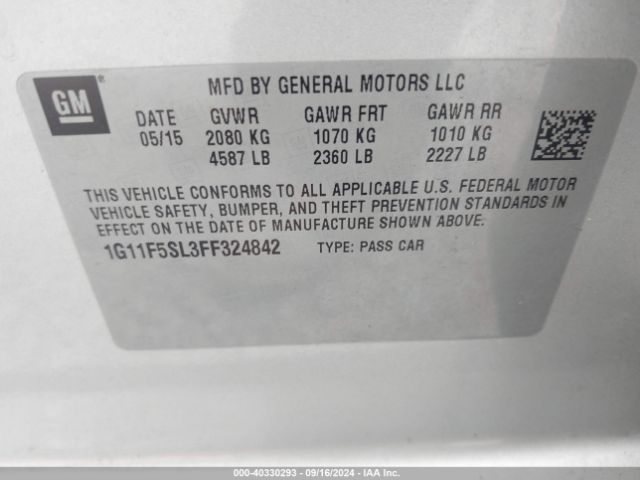 GM®
MFD BY GENERAL MOTORS LLC
DATE GVWR GAWR FRT GAWR RR
05/15 2080 KG 1070 KG 1010 KG
4587 LB 2360 LB 2227 LB
THIS VEHICLE CONFORMS TO ALL APPLICABLE U.S. FEDERAL MOTOR
VEHICLE SAFETY, BUMPER, AND THEFT PREVENTION STANDARDS IN
EFFECT ON THE DATE OF MANUFACTURE SHOWN ABOVE.
1G11F5SL3FF324842 TYPE: PASS CAR
000-40330293 - 09/16/2024 - IAA Inc.